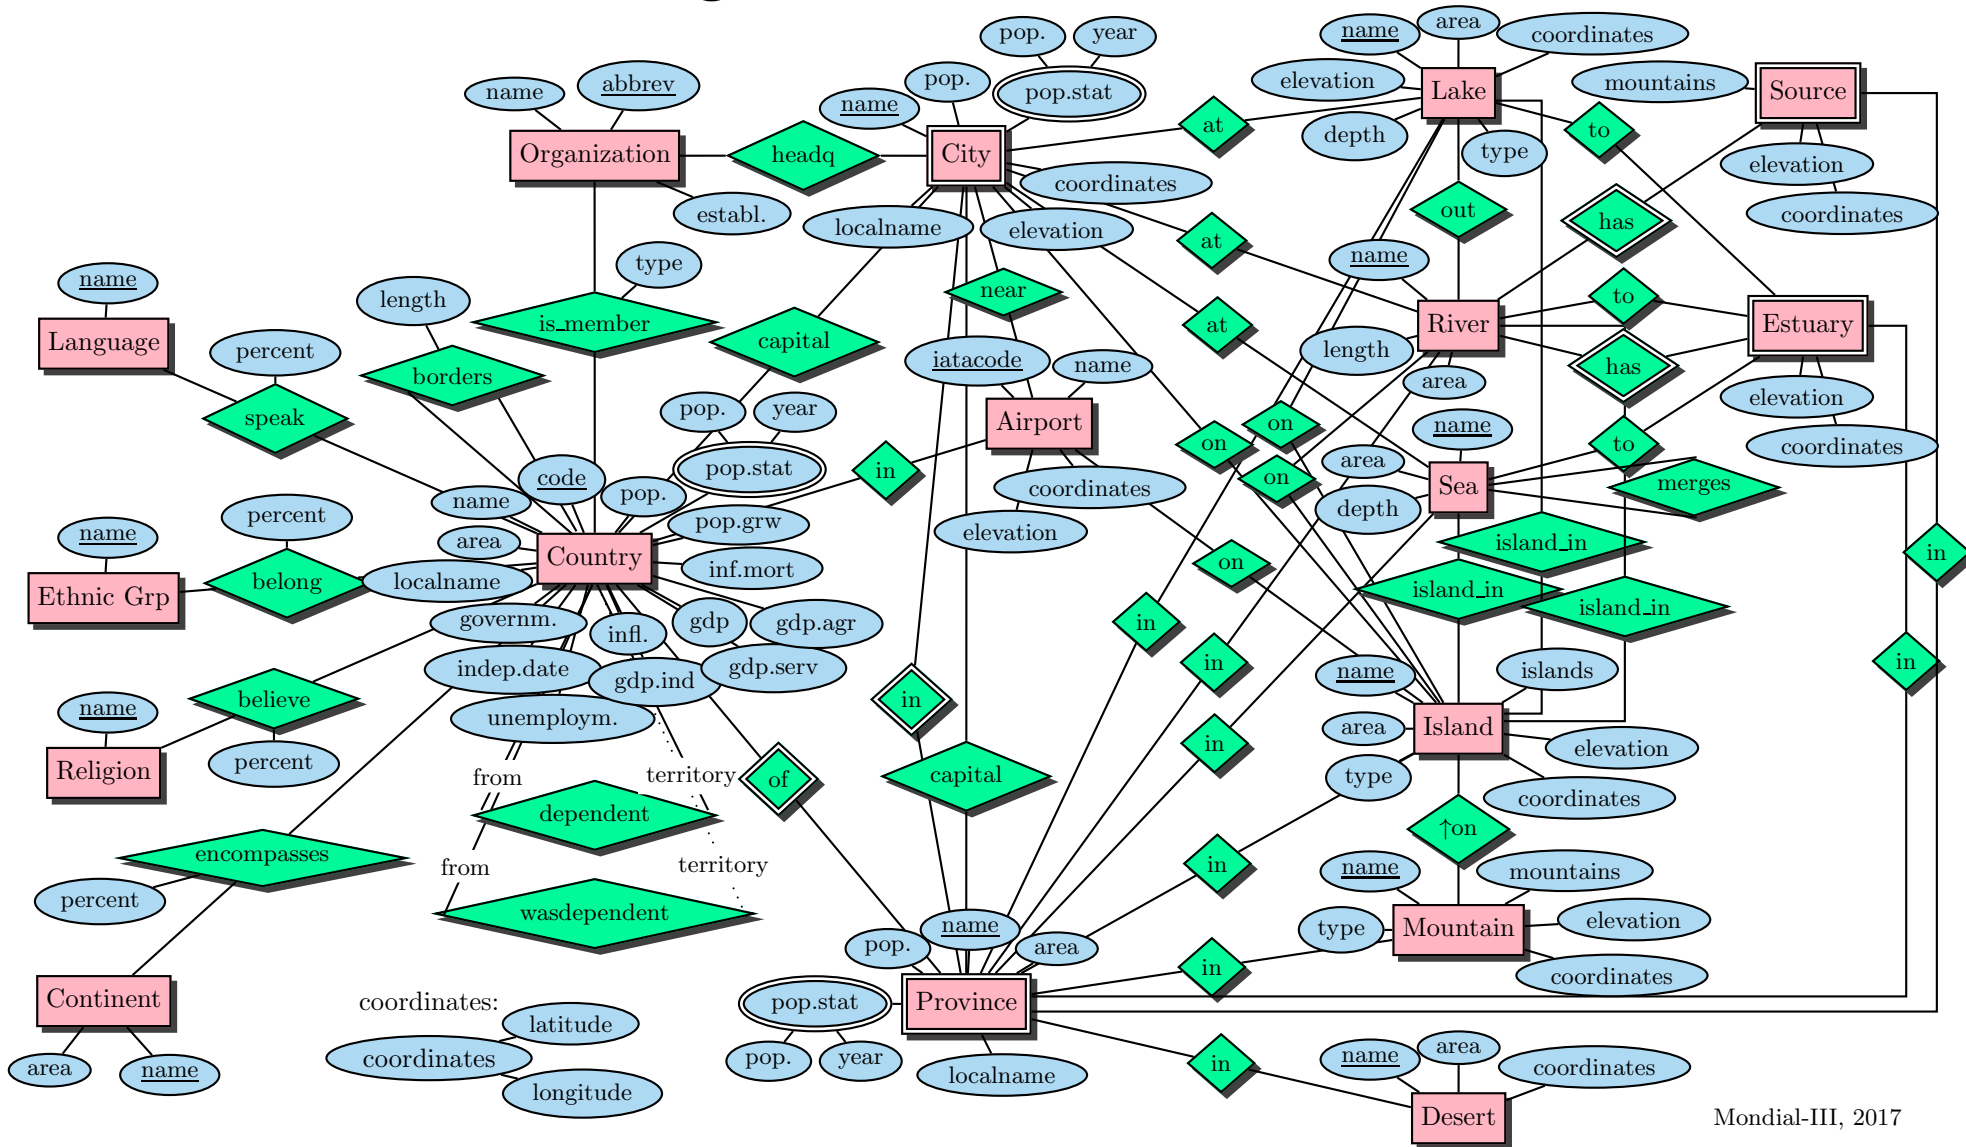 pop.
year
name
area
coordinates
elevation
Lake
mountains
Source
name
abbrev
pop.
pop.stat
name
depth
type
at
to
Organization
headq
City
elevation
coordinates
coordinates
establ.
localname
elevation
out
has
at
type
name
name
length
near
to
Language
is_member
capital
at
River
Estuary
percent
borders
iatacode
name
length
has
area
elevation
speak
pop.
year
Airport
on
on
name
to
coordinates
pop.stat
in
area
Sea
merges
name
code
pop.
coordinates
on
depth
percent
pop.grw
elevation
name
area
Country
inf.mort
on
island_in
in
Ethnic Grp
belong
localname
island_in
island_in
governm.
infl.
gdp
gdp.agr
in
indep.date
gdp.ind
gdp.serv
in
name
islands
in
believe
in
name
unemploym.
area
Island
elevation
in
Religion
percent
from
territory
of
capital
type
coordinates
dependent
↑on
encompasses
from
territory
in
name
mountains
percent
wasdependent
name
type
Mountain
elevation
pop.
area
in
coordinates
Continent
coordinates:
pop.stat
Province
latitude
area
name
coordinates
pop.
year
localname
in
name
area
coordinates
longitude
Desert
Mondial-III, 2017